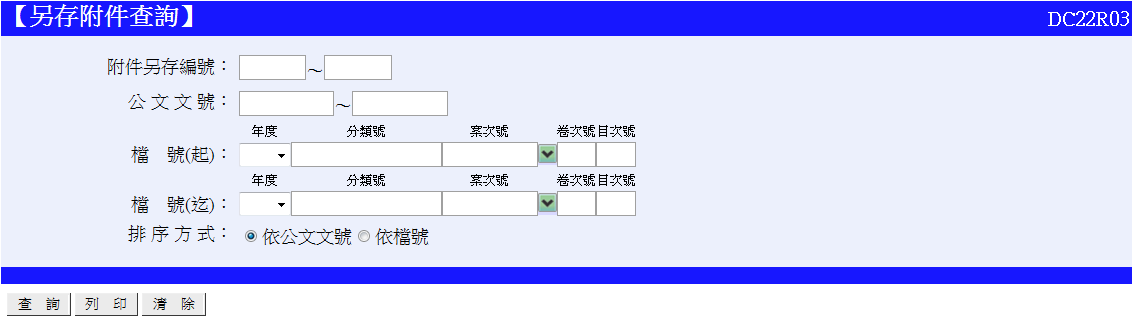 【另存附件查詢】 DC22R03
附件另存編號： ～
公文文號： ～
年度 分類號 案次號 卷次號 目次號
檔 號(起)：
年度 分類號 案次號 卷次號 目次號
檔 號(迄)：
排序方式： 依公文文號 依檔號
查 詢 列 印 清 除